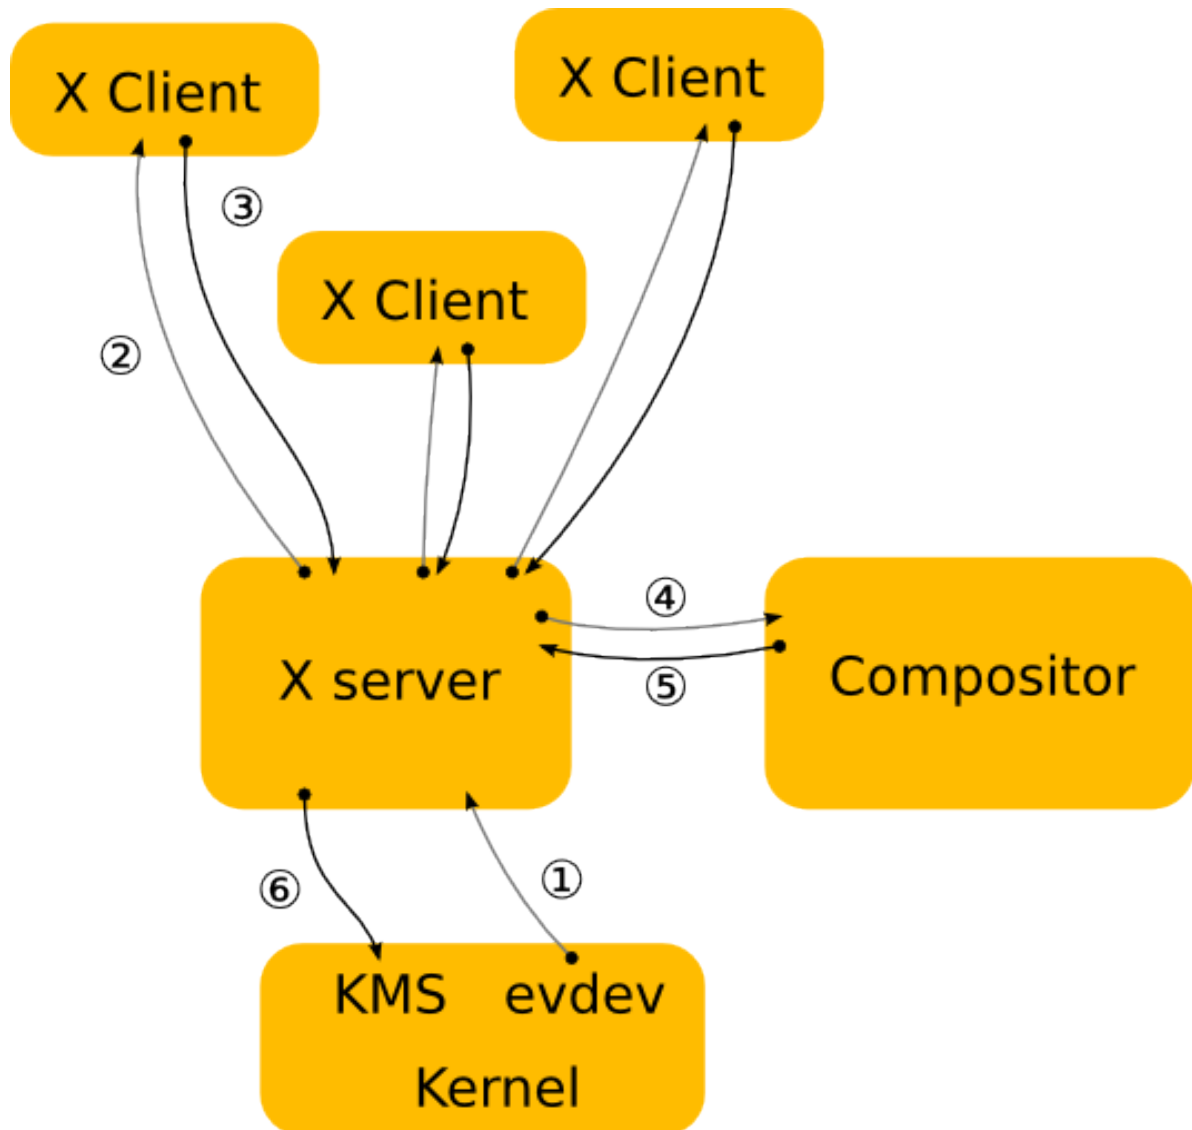 X Client
X Client
③
X Client
②
④
X server
Compositor
⑤
⑥
①
KMS evdev
Kernel